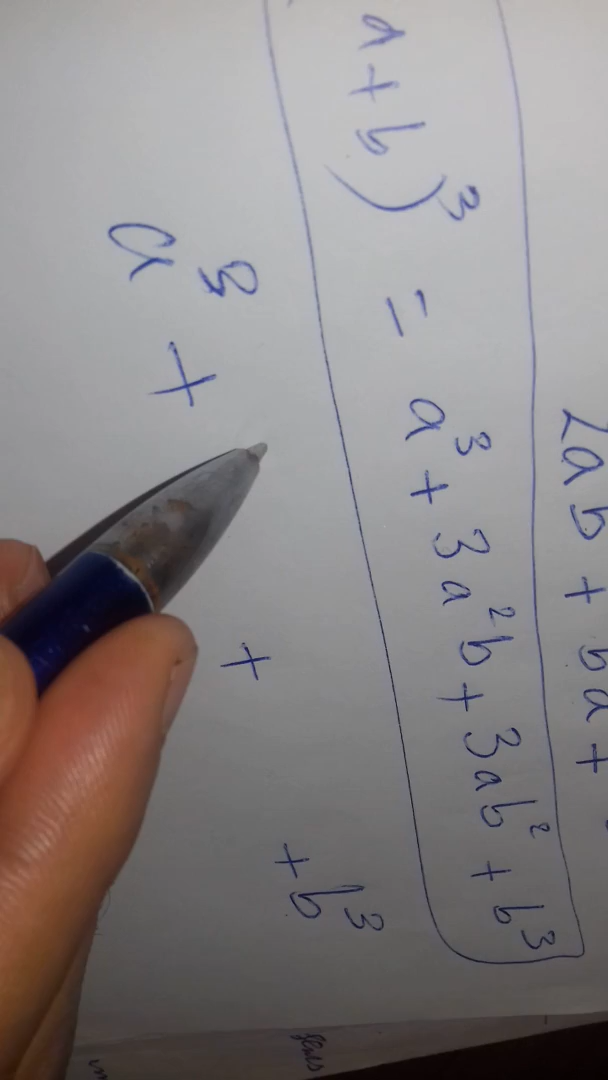 2ab + ba +
a + b)³ = a³ + 3a²b + 3ab² + b³
a³ + + + b³